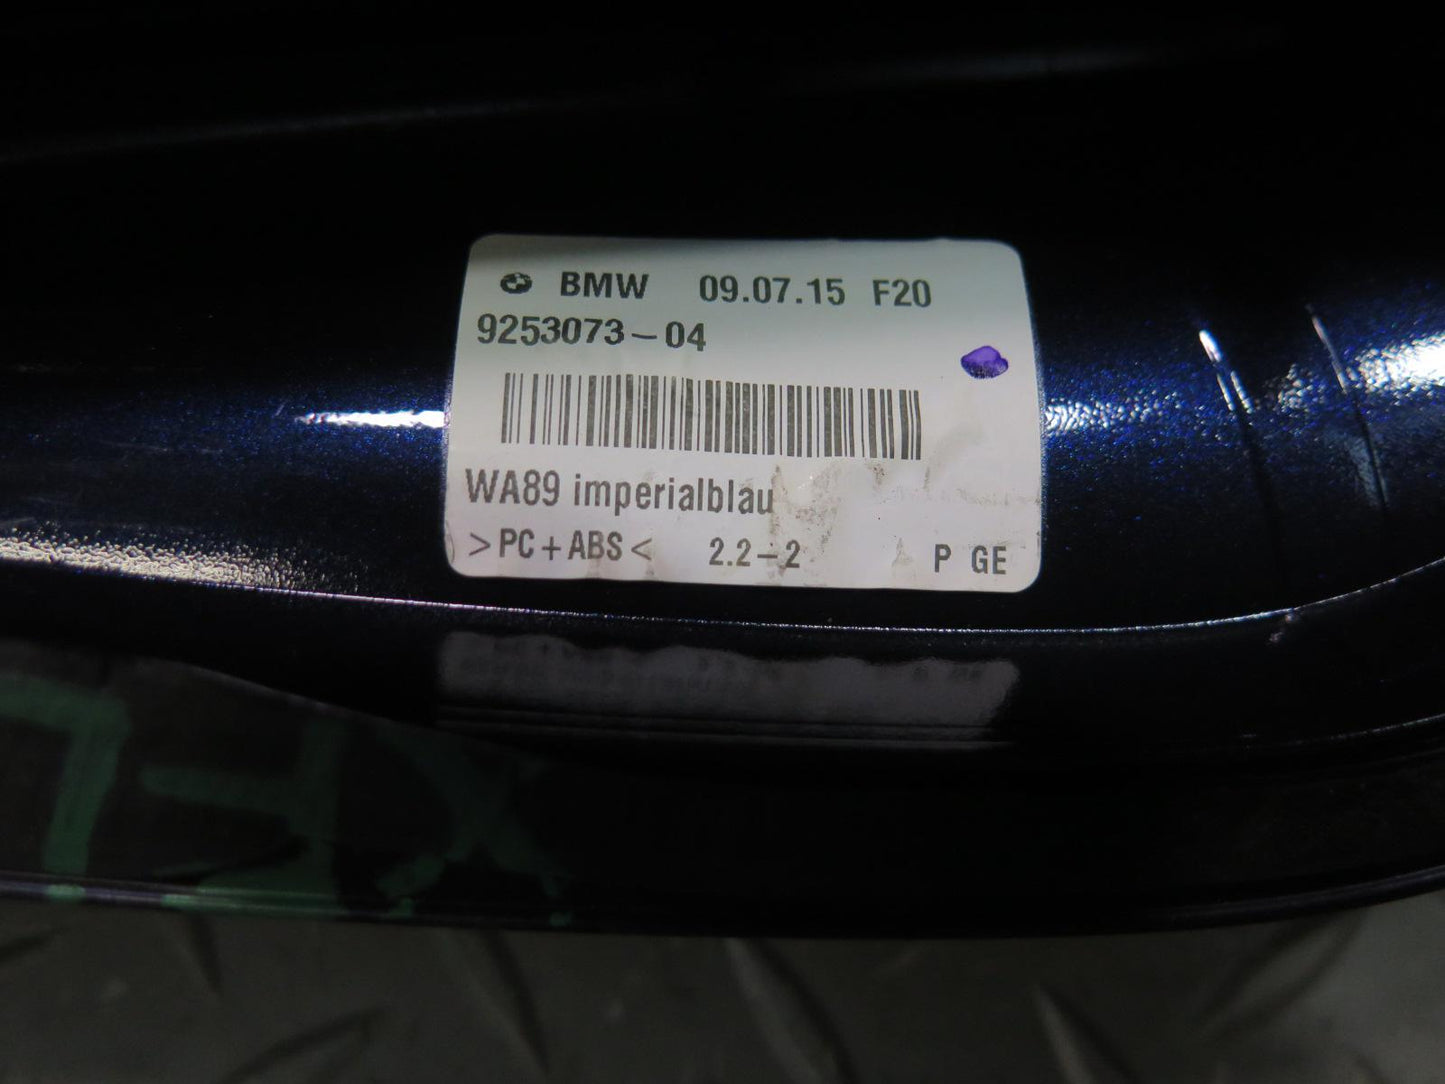 BMW 09.07.15 F20
9253073-04
WA89 imperialblau
>PC+ABS< 2.2-2 P GE